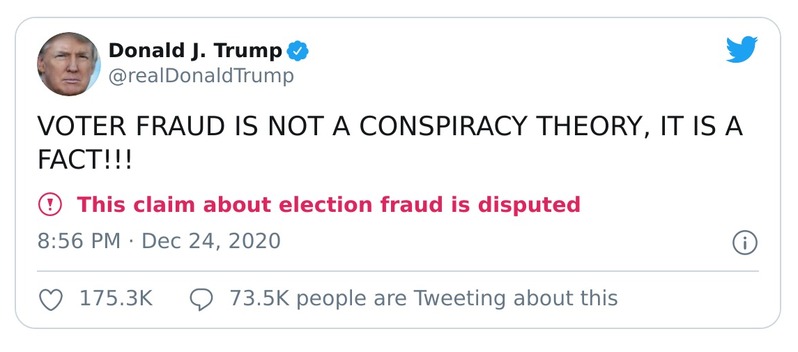 Donald J. Trump
@realDonaldTrump
VOTER FRAUD IS NOT A CONSPIRACY THEORY, IT IS A
FACT!!!
This claim about election fraud is disputed
8:56 PM · Dec 24, 2020
175.3K 73.5K people are Tweeting about this